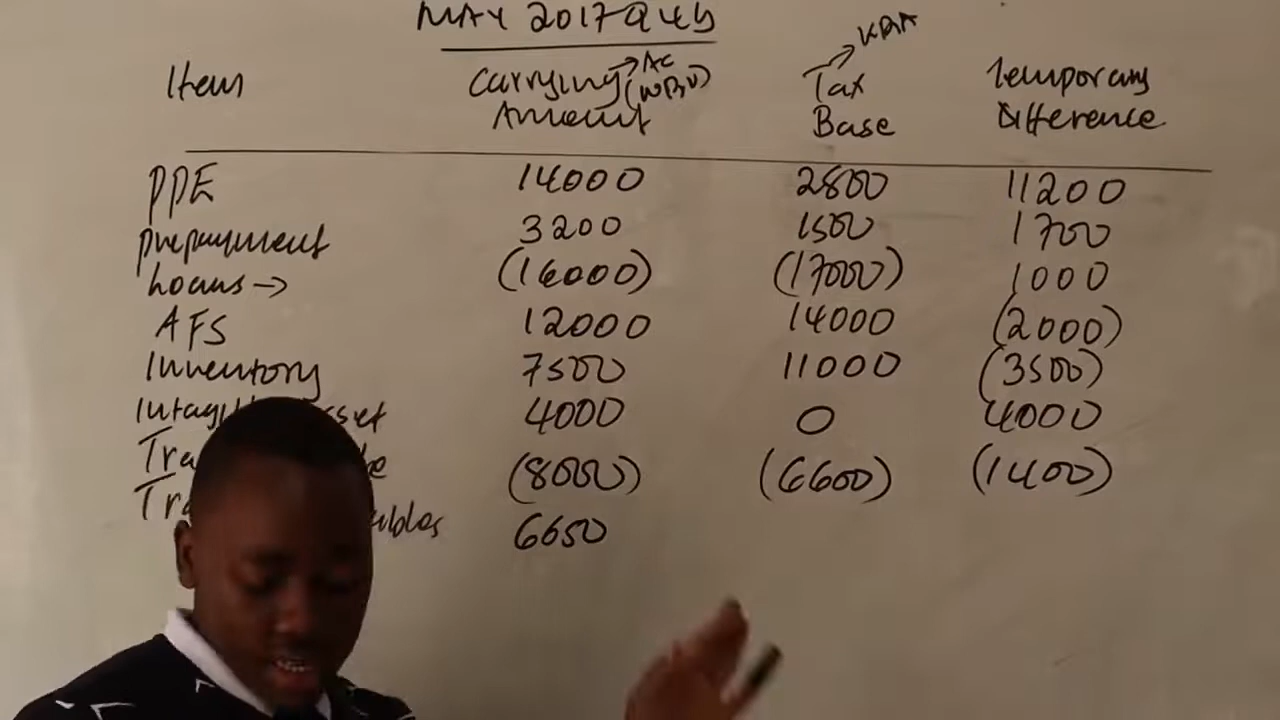 MAY 2017 Q4b
Item Carrying Amount → AC (WBV) Tax Base → KRA Temporary Difference
PPE 14000 2800 11200
prepayment 3200 1500 1700
Loans → (16000) (17000) 1000
AFS 12000 14000 (2000)
Inventory 7500 11000 (3500)
4000 0 4000
(8000) (6600) (1400)
6650